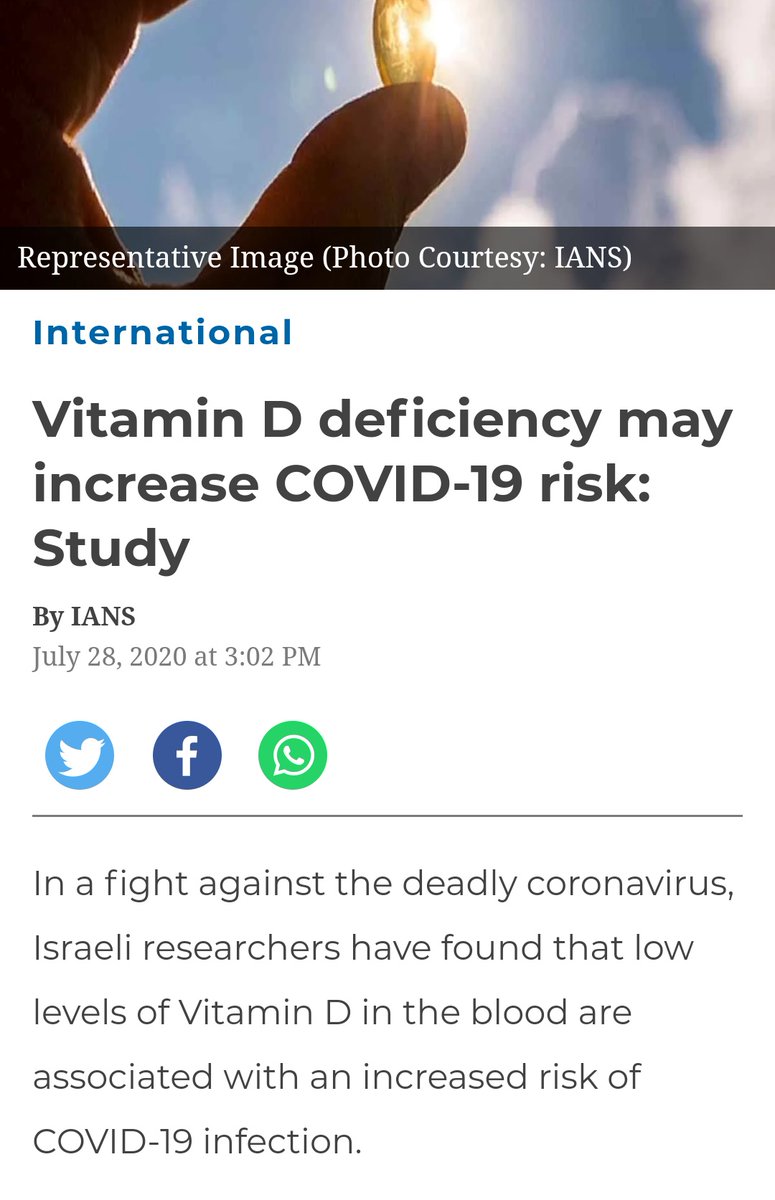 Representative Image (Photo Courtesy: IANS)
International
Vitamin D deficiency may
increase COVID-19 risk:
Study
By IANS
July 28, 2020 at 3:02 PM
In a fight against the deadly coronavirus,
Israeli researchers have found that low
levels of Vitamin D in the blood are
associated with an increased risk of
COVID-19 infection.